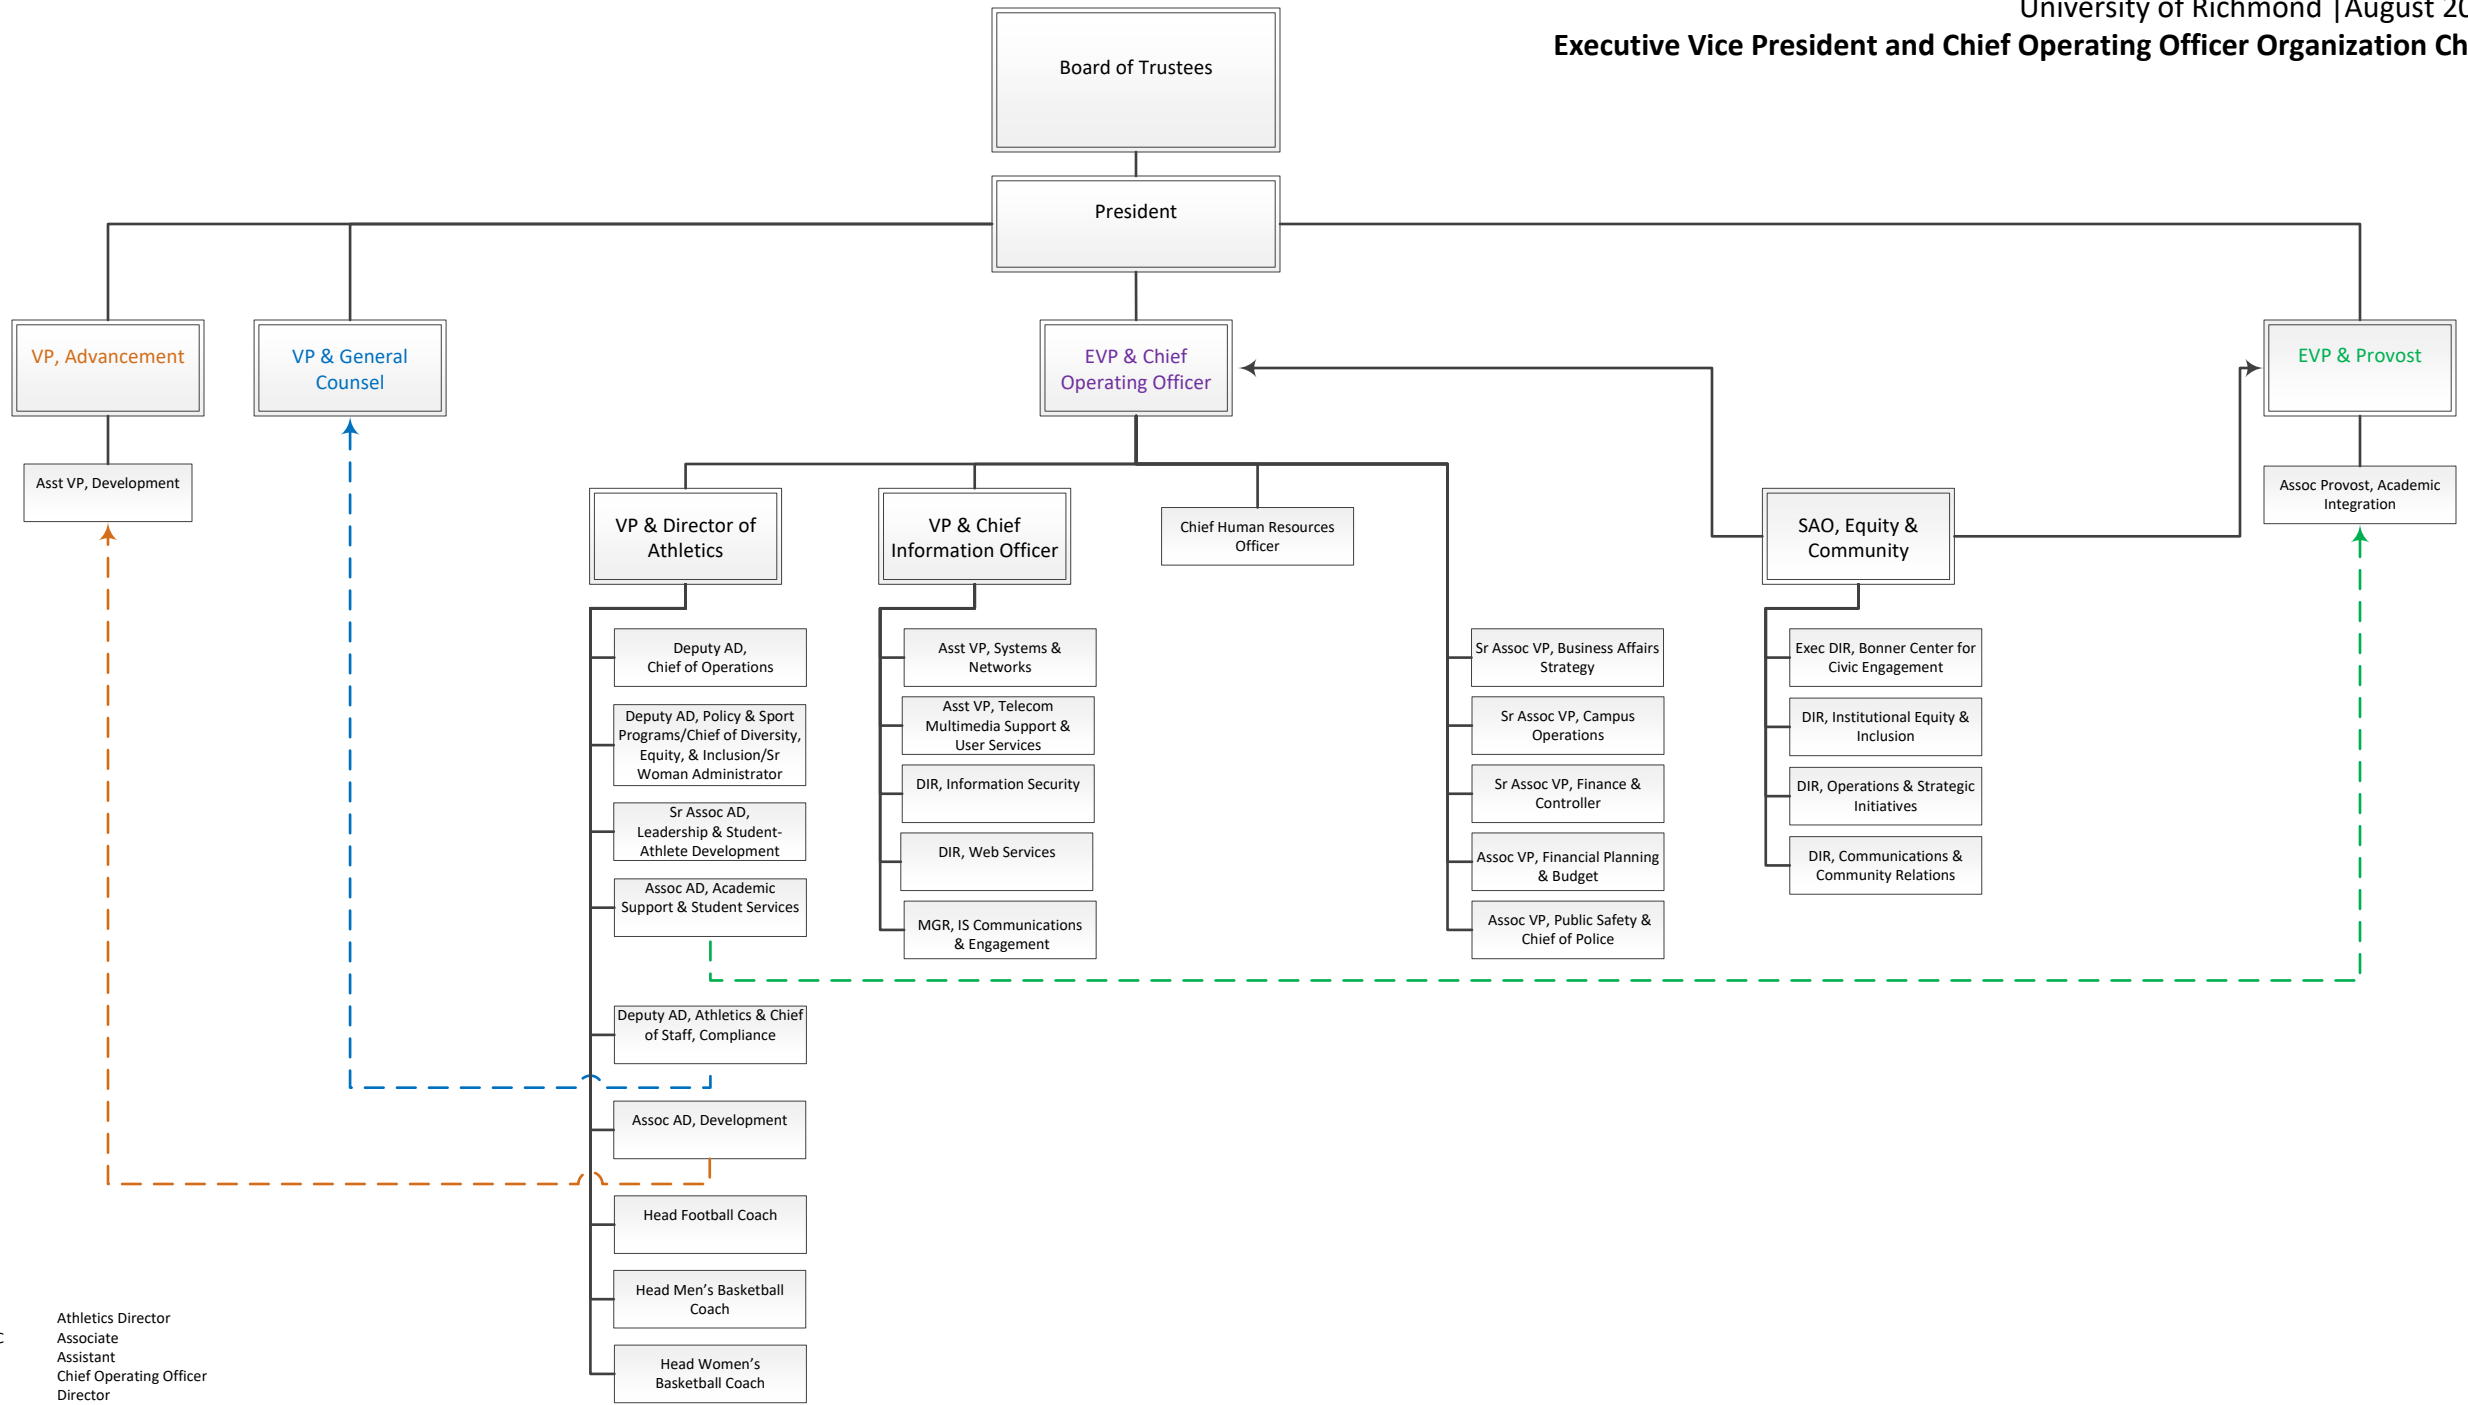 University of Richmond |August
Executive Vice President and Chief Operating Officer Organization
Board of Trustees
President
VP, Advancement
VP & General
Counsel
EVP & Chief
Operating Officer
EVP & Provost
Asst VP, Development
VP & Director of
Athletics
VP & Chief
Information Officer
Chief Human Resources
Officer
SAO, Equity &
Community
Assoc Provost, Academic
Integration
Deputy AD,
Chief of Operations
Deputy AD, Policy & Sport
Programs/Chief of Diversity,
Equity, & Inclusion/Sr
Woman Administrator
Sr Assoc AD,
Leadership & Student-
Athlete Development
Assoc AD, Academic
Support & Student Services
Deputy AD, Athletics & Chief
of Staff, Compliance
Assoc AD, Development
Head Football Coach
Head Men’s Basketball
Coach
Head Women’s
Basketball Coach
Asst VP, Systems &
Networks
Asst VP, Telecom
Multimedia Support &
User Services
DIR, Information Security
DIR, Web Services
MGR, IS Communications
& Engagement
Sr Assoc VP, Business Affairs
Strategy
Sr Assoc VP, Campus
Operations
Sr Assoc VP, Finance &
Controller
Assoc VP, Financial Planning
& Budget
Assoc VP, Public Safety &
Chief of Police
Exec DIR, Bonner Center for
Civic Engagement
DIR, Institutional Equity &
Inclusion
DIR, Operations & Strategic
Initiatives
DIR, Communications &
Community Relations
Athletics Director
Associate
Assistant
Chief Operating Officer
Director